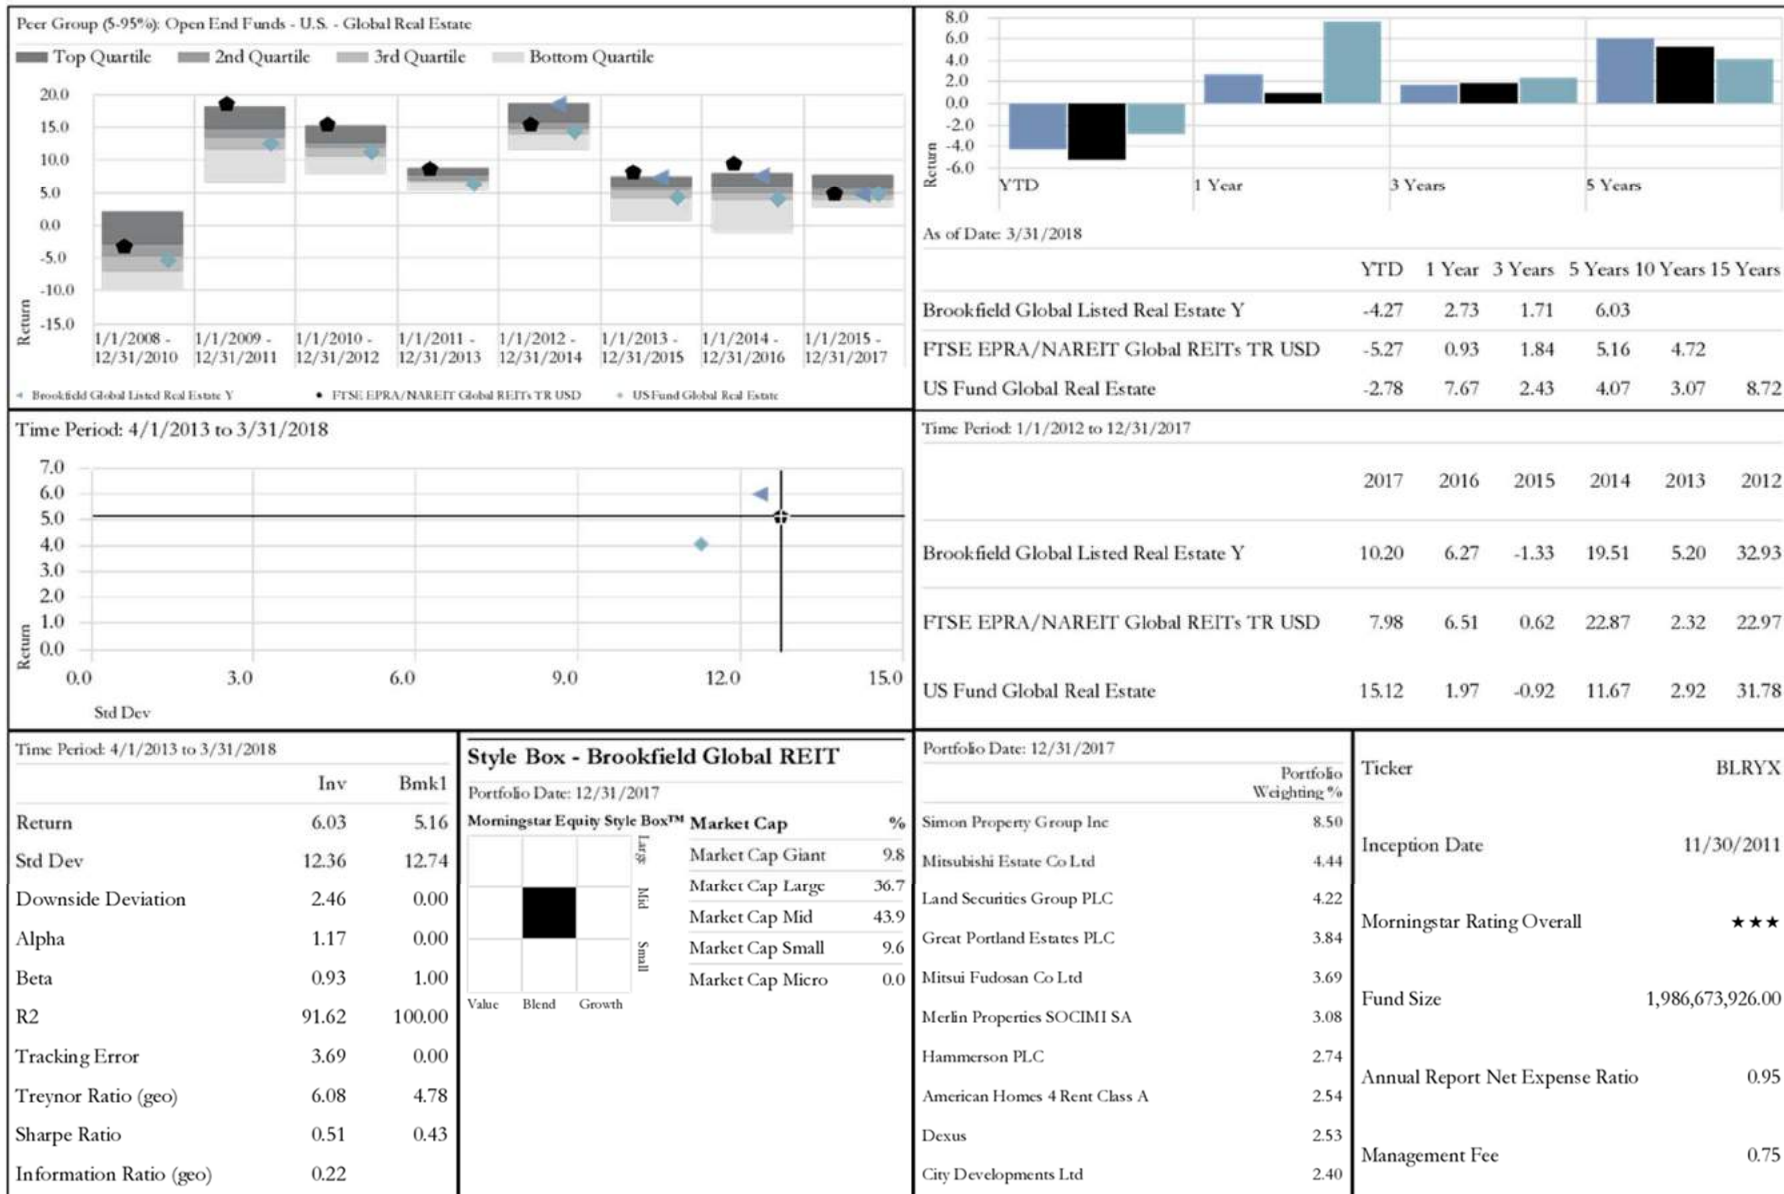 Peer Group (5-95%): Open End Funds - U.S. - Global Real Estate
Top Quartile 2nd Quartile 3rd Quartile Bottom Quartile
20.0
15.0
10.0
5.0
0.0
-5.0
-10.0
-15.0
Return
1/1/2008 - 12/31/2010
1/1/2009 - 12/31/2011
1/1/2010 - 12/31/2012
1/1/2011 - 12/31/2013
1/1/2012 - 12/31/2014
1/1/2013 - 12/31/2015
1/1/2014 - 12/31/2016
1/1/2015 - 12/31/2017
Brookfield Global Listed Real Estate Y FTSE EPRA/NAREIT Global REITs TR USD US Fund Global Real Estate
8.0
6.0
4.0
2.0
0.0
-2.0
-4.0
-6.0
Return
YTD 1 Year 3 Years 5 Years
As of Date: 3/31/2018
YTD 1 Year 3 Years 5 Years 10 Years 15 Years
Brookfield Global Listed Real Estate Y -4.27 2.73 1.71 6.03
FTSE EPRA/NAREIT Global REITs TR USD -5.27 0.93 1.84 5.16 4.72
US Fund Global Real Estate -2.78 7.67 2.43 4.07 3.07 8.72
Time Period: 4/1/2013 to 3/31/2018
7.0
6.0
5.0
4.0
3.0
2.0
1.0
0.0
Return
0.0 3.0 6.0 9.0 12.0 15.0
Std Dev
Time Period: 1/1/2012 to 12/31/2017
2017 2016 2015 2014 2013 2012
Brookfield Global Listed Real Estate Y 10.20 6.27 -1.33 19.51 5.20 32.93
FTSE EPRA/NAREIT Global REITs TR USD 7.98 6.51 0.62 22.87 2.32 22.97
US Fund Global Real Estate 15.12 1.97 -0.92 11.67 2.92 31.78
Time Period: 4/1/2013 to 3/31/2018
Inv Bmk1
Return 6.03 5.16
Std Dev 12.36 12.74
Downside Deviation 2.46 0.00
Alpha 1.17 0.00
Beta 0.93 1.00
R2 91.62 100.00
Tracking Error 3.69 0.00
Treynor Ratio (geo) 6.08 4.78
Sharpe Ratio 0.51 0.43
Information Ratio (geo) 0.22
Style Box - Brookfield Global REIT
Portfolio Date: 12/31/2017
Morningstar Equity Style Box™
Large
Mid
Small
Value Blend Growth
Market Cap %
Market Cap Giant 9.8
Market Cap Large 36.7
Market Cap Mid 43.9
Market Cap Small 9.6
Market Cap Micro 0.0
Portfolio Date: 12/31/2017
Portfolio
Weighting %
Simon Property Group Inc 8.50
Mitsubishi Estate Co Ltd 4.44
Land Securities Group PLC 4.22
Great Portland Estates PLC 3.84
Mitsui Fudosan Co Ltd 3.69
Merlin Properties SOCIMI SA 3.08
Hammerson PLC 2.74
American Homes 4 Rent Class A 2.54
Dexus 2.53
City Developments Ltd 2.40
Ticker BLRYX
Inception Date 11/30/2011
Morningstar Rating Overall ★★★
Fund Size 1,986,673,926.00
Annual Report Net Expense Ratio 0.95
Management Fee 0.75